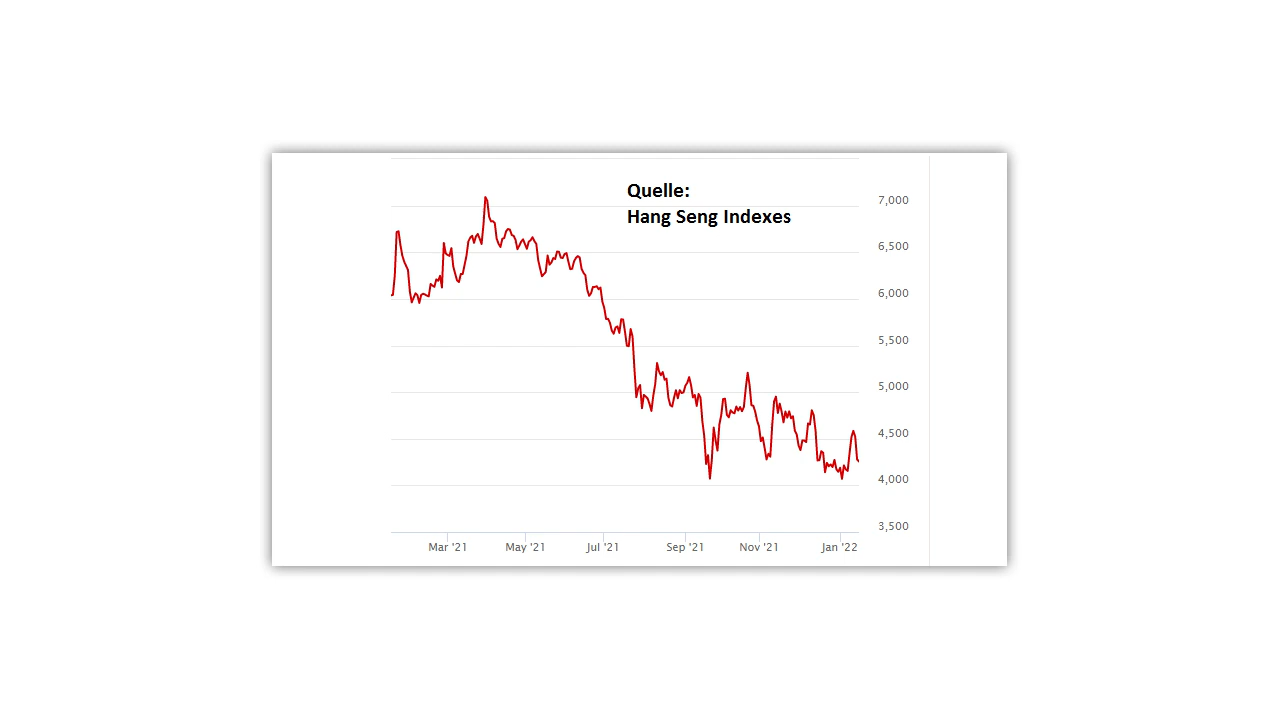 Quelle:
Hang Seng Indexes
7,000
6,500
6,000
5,500
5,000
4,500
4,000
3,500
Mar '21 May '21 Jul '21 Sep '21 Nov '21 Jan '22